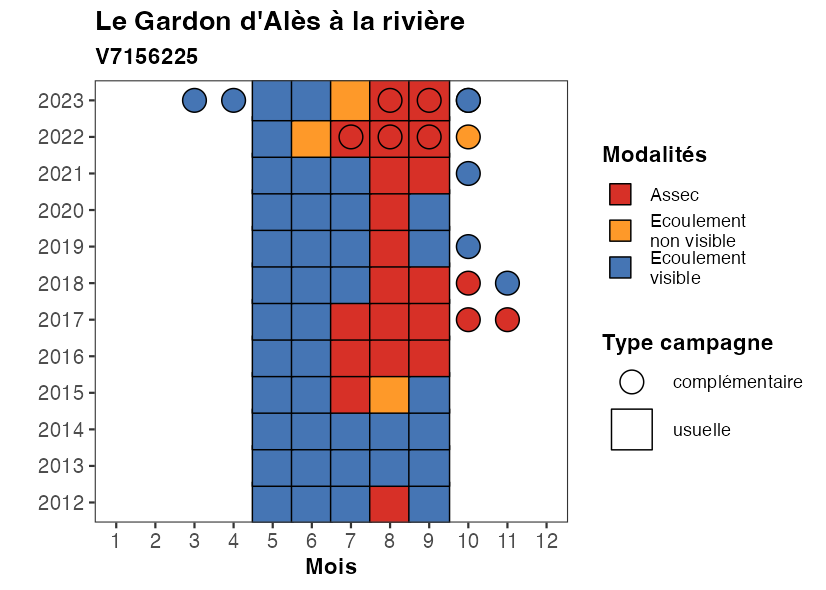 Le Gardon d'Alès à la rivière
V7156225
2023
2022
2021
2020
2019
2018
2017
2016
2015
2014
2013
2012
1 2 3 4 5 6 7 8 9 10 11 12
Mois
Modalités
Assec
Ecoulement
non visible
Ecoulement
visible
Type campagne
complémentaire
usuelle